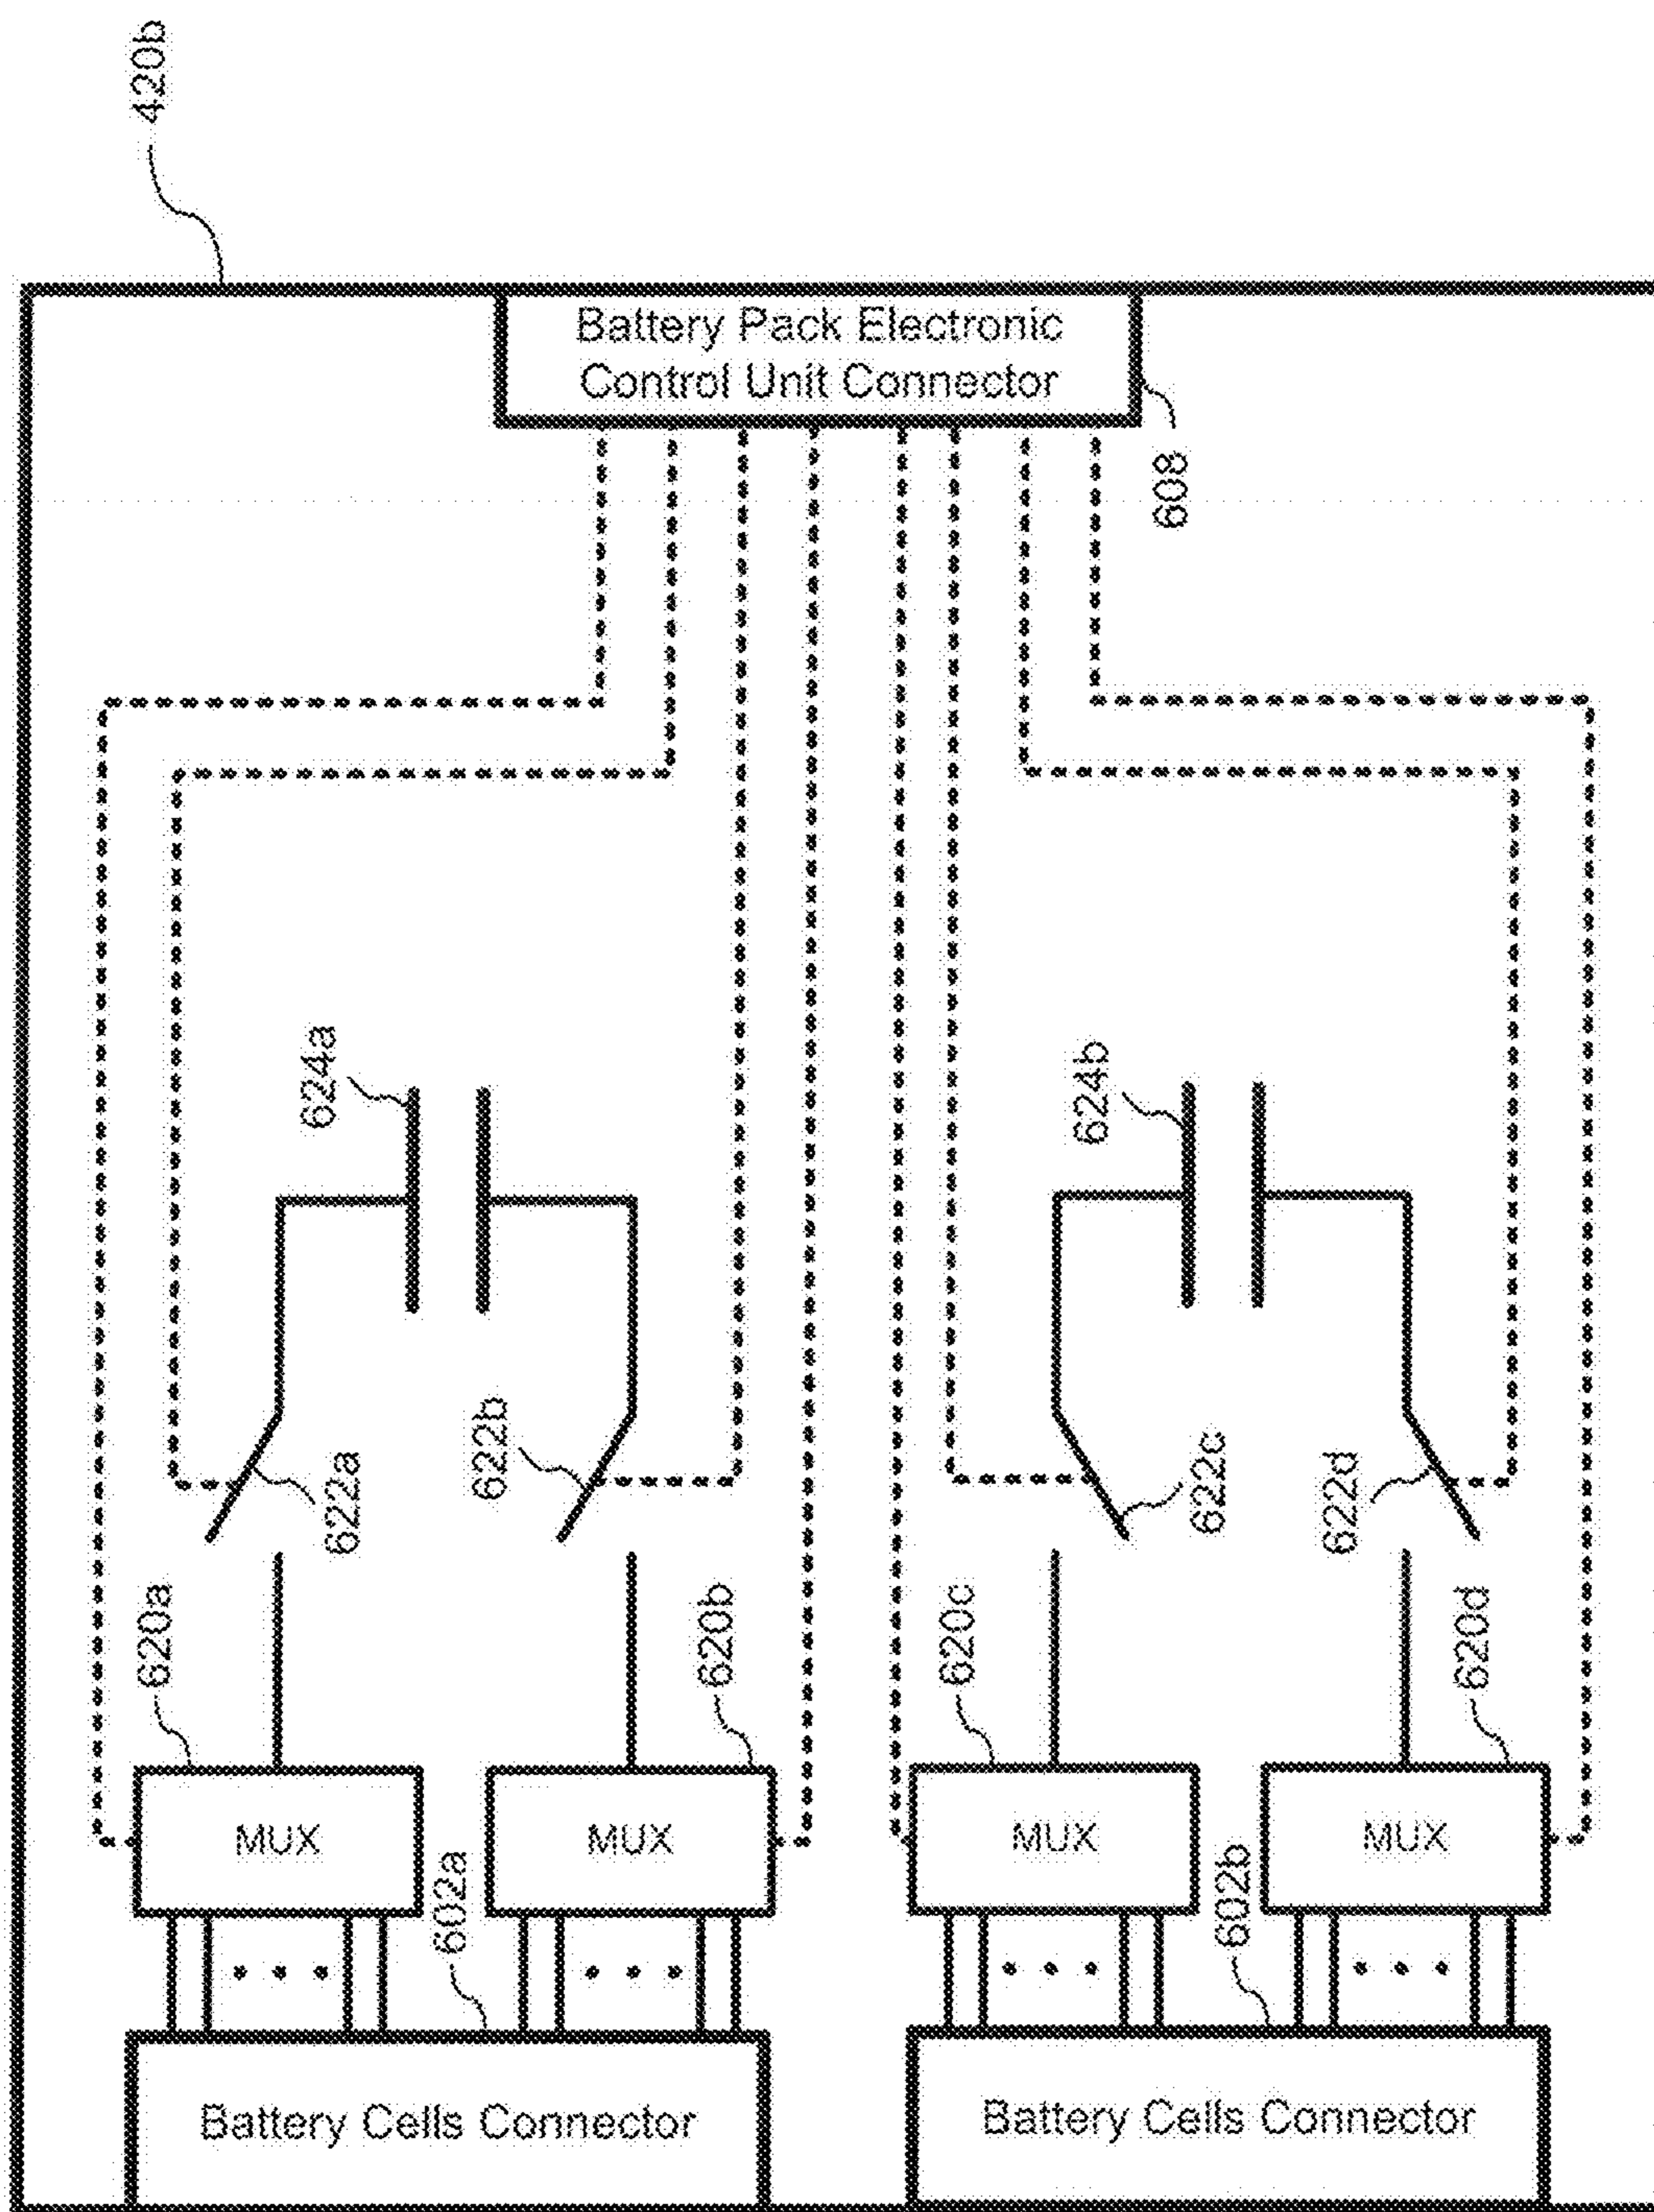 420b
Battery Pack Electronic
Control Unit Connector
608
624a
624b
622a
622b
622c
622d
620a
620b
620c
620d
MUX
MUX
MUX
MUX
602a
602b
Battery Cells Connector
Battery Cells Connector